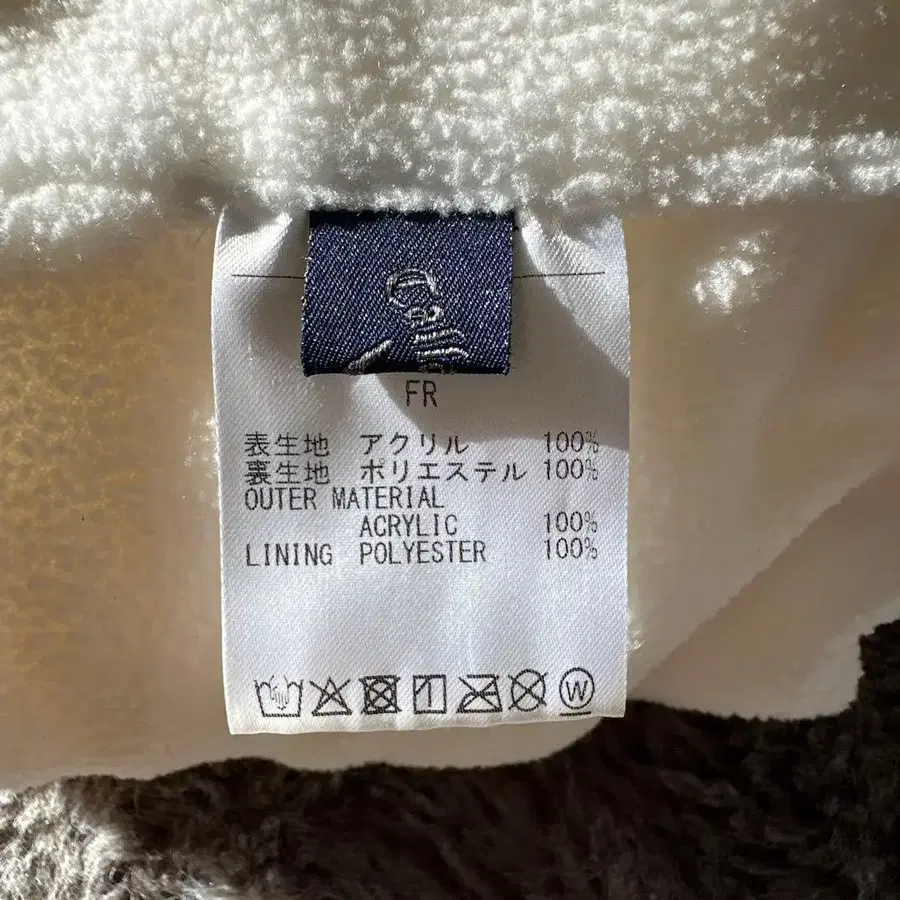 FR
表生地 アクリル 100%
裏生地 ポリエステル 100%
OUTER MATERIAL
ACRYLIC 100%
LINING POLYESTER 100%
W